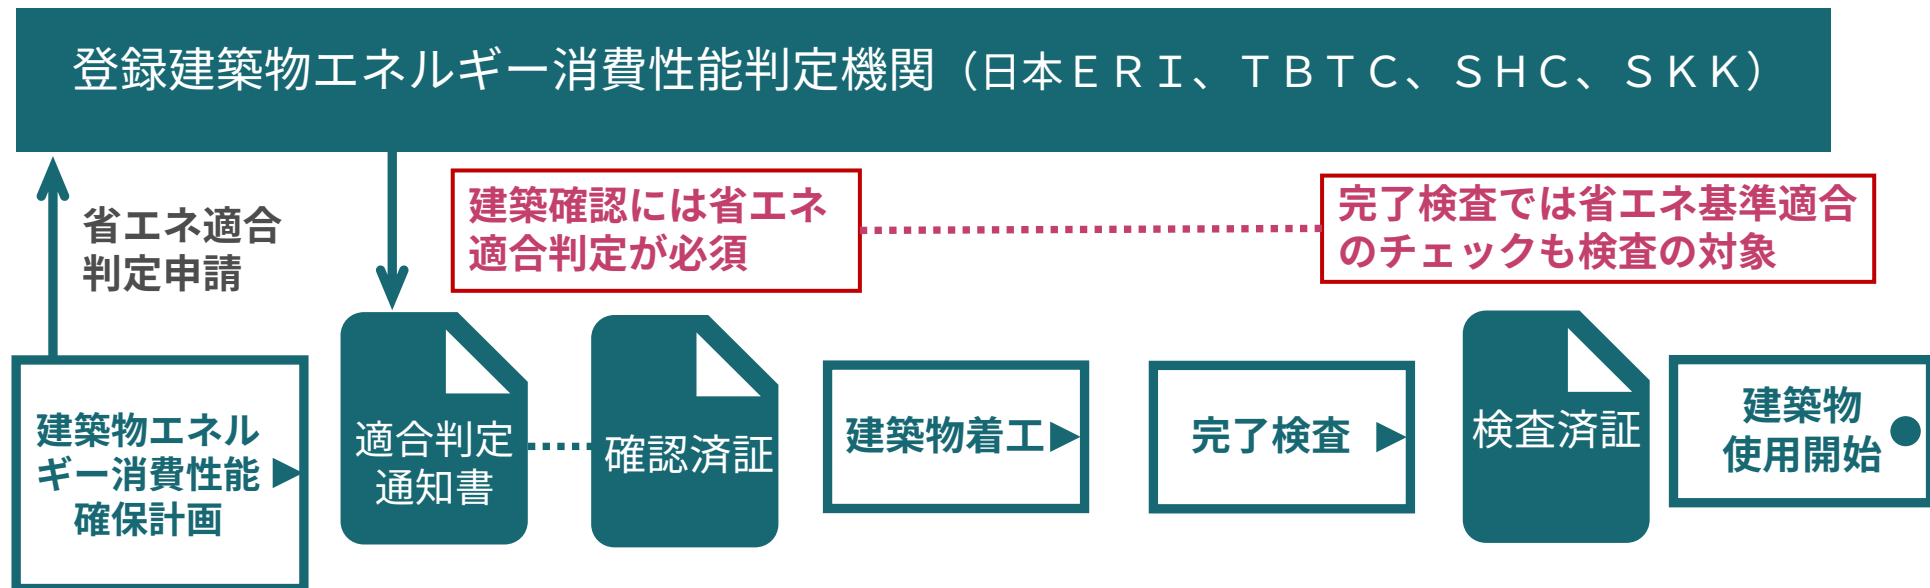 登録建築物エネルギー消費性能判定機関（日本ＥＲＩ、ＴＢＴＣ、ＳＨＣ、ＳＫＫ）
省エネ適合
判定申請
建築確認には省エネ
適合判定が必須
完了検査では省エネ基準適合
のチェックも検査の対象
建築物エネル
ギー消費性能
確保計画
適合判定
通知書
確認済証
建築物着工
完了検査
検査済証
建築物
使用開始